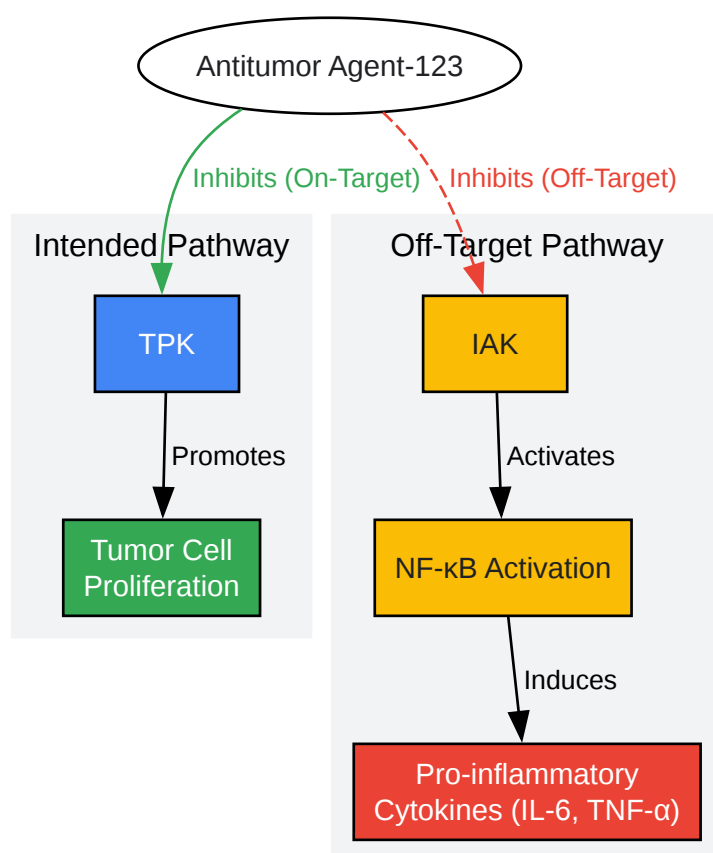 Antitumor Agent-123
Inhibits (On-Target)
Inhibits (Off-Target)
Intended Pathway
TPK
Promotes
Tumor Cell
Proliferation
Off-Target Pathway
IAK
Activates
NF-κB Activation
Induces
Pro-inflammatory
Cytokines (IL-6, TNF-α)